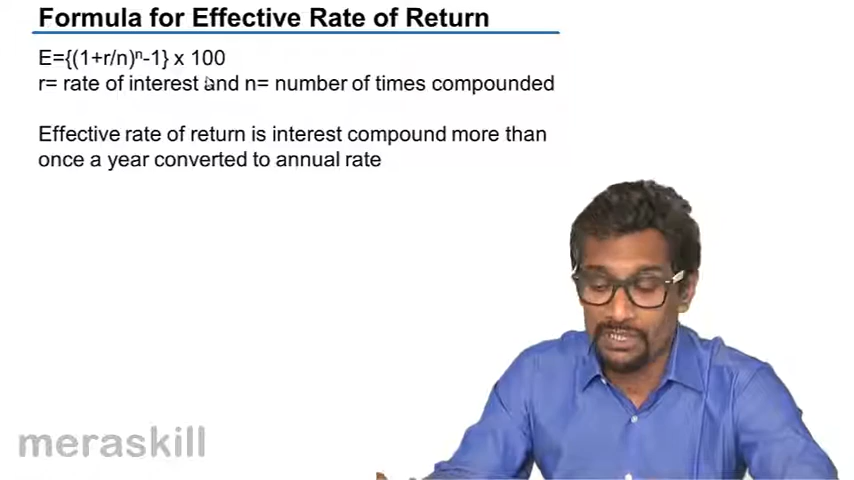 Formula for Effective Rate of Return
E={(1+r/n)ⁿ-1} x 100
r= rate of interest and n= number of times compounded
Effective rate of return is interest compound more than
once a year converted to annual rate
meraskill